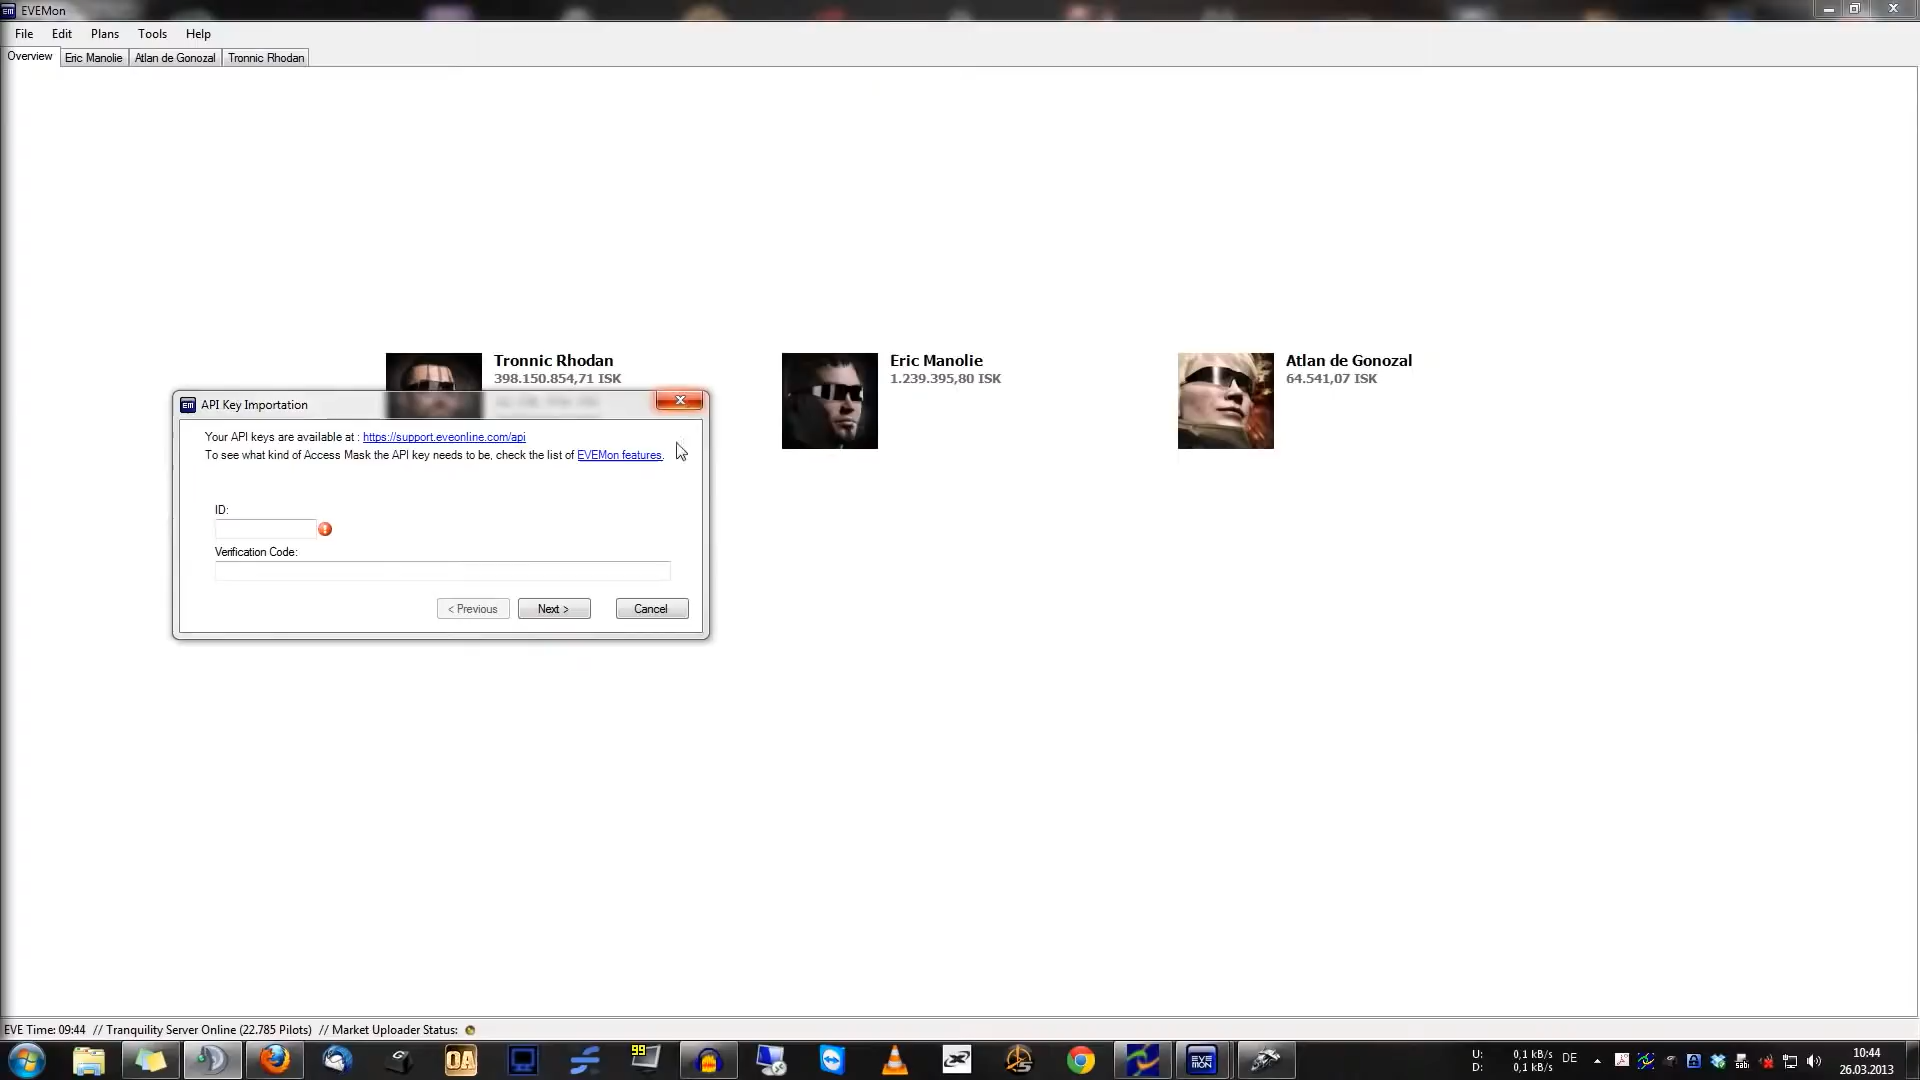 EVEMon
File Edit Plans Tools Help
Overview Eric Manolie Atlan de Gonozal Tronnic Rhodan
Tronnic Rhodan
398.150.854,71 ISK
Eric Manolie
1.239.395,80 ISK
Atlan de Gonozal
64.541,07 ISK
EM API Key Importation
Your API keys are available at : https://support.eveonline.com/api
To see what kind of Access Mask the API key needs to be, check the list of EVEMon features.
ID:
Verification Code:
< Previous Next > Cancel
EVE Time: 09:44 // Tranquility Server Online (22.785 Pilots) // Market Uploader Status:
OA
99
EVE
MON
U: 0,1 kB/s
D: 0,1 kB/s
DE
10:44
26.03.2013